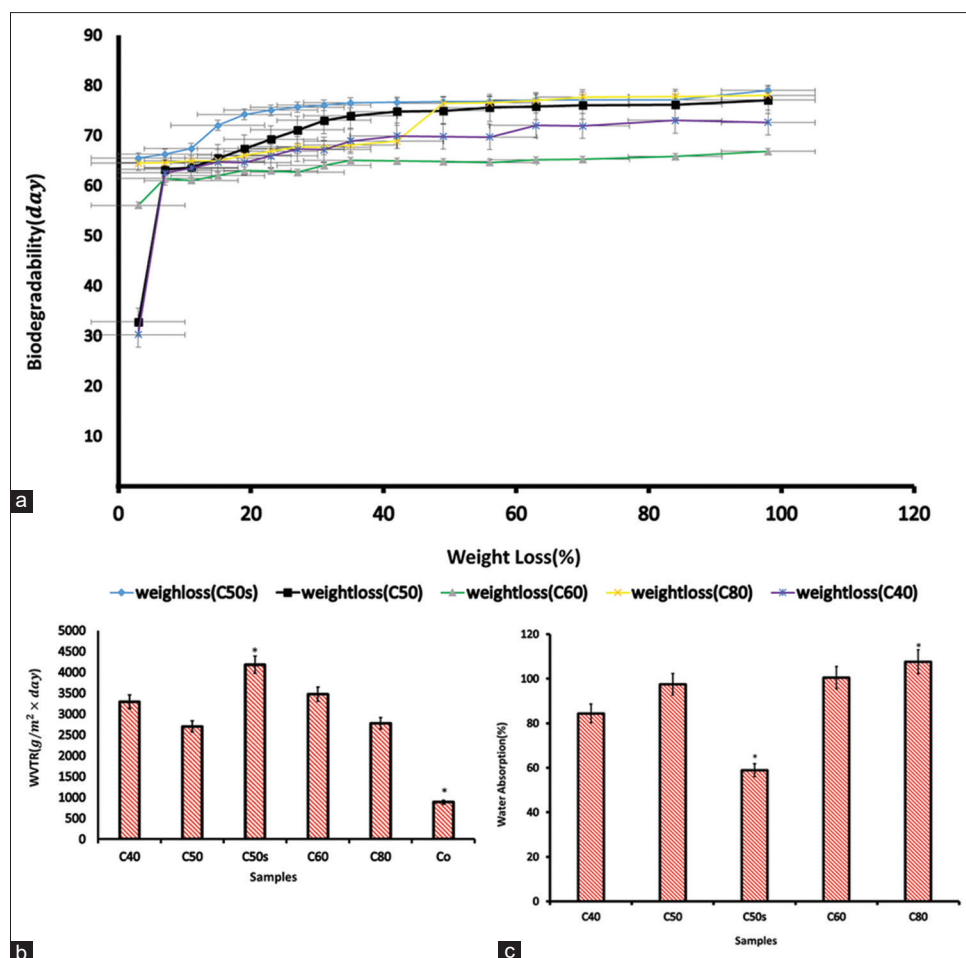 90
80
70
60
50
40
30
20
10
Biodegradability(day)
0 20 40 60 80 100 120
Weight Loss(%)
a
weighloss(C50s) weightloss(C50) weightloss(C60) weightloss(C80) weightloss(C40)
5000
4500
4000
3500
3000
2500
2000
1500
1000
500
0
WVTR(g/m² × day)
*
*
C40 C50 C50s C60 C80 Co
Samples
b
120
100
80
60
40
20
0
Water Absorption(%)
*
*
C40 C50 C50s C60 C80
Samples
c